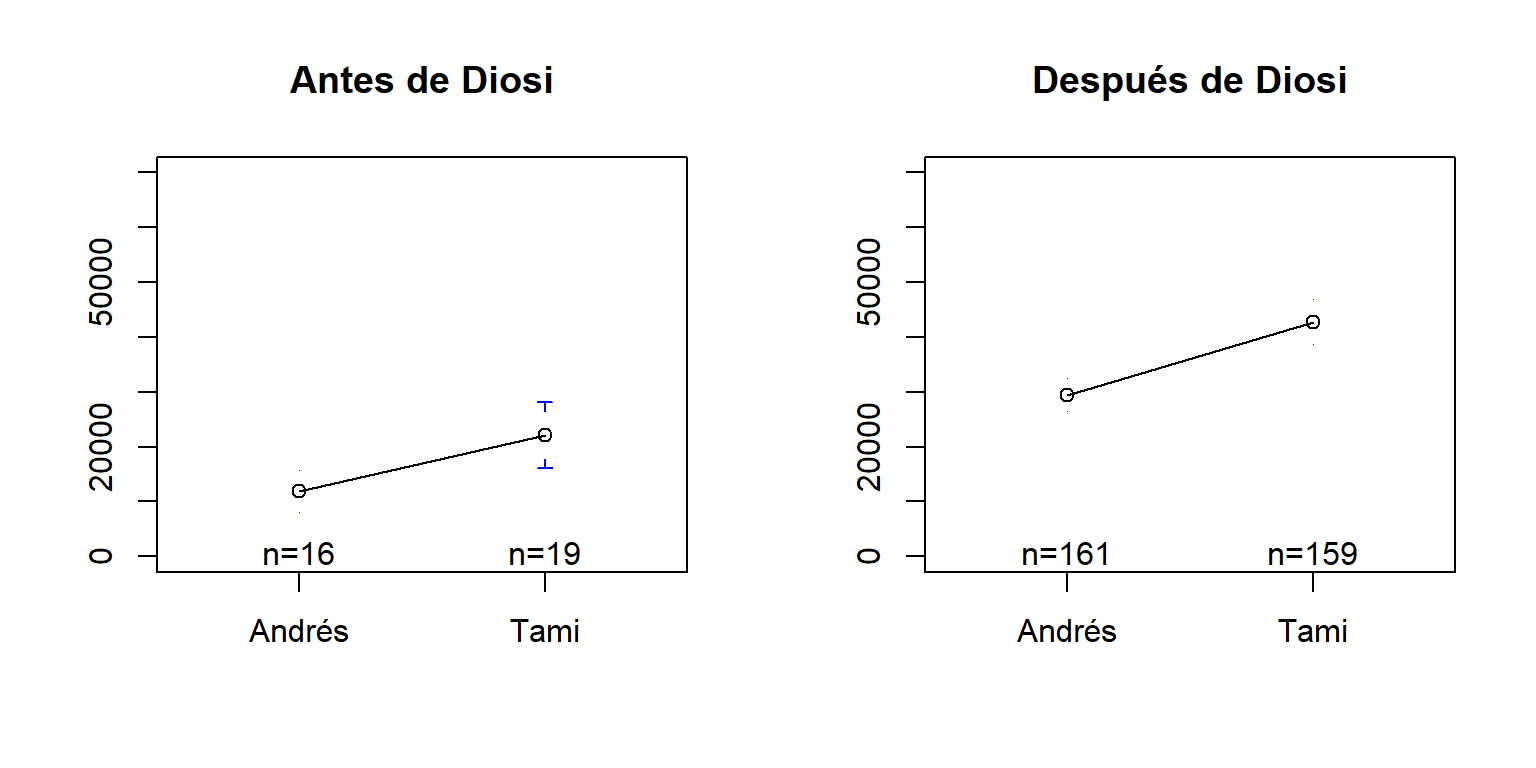 Antes de Diosi
50000
20000
0
n=16
n=19
Andrés
Tami
Después de Diosi
50000
20000
0
n=161
n=159
Andrés
Tami